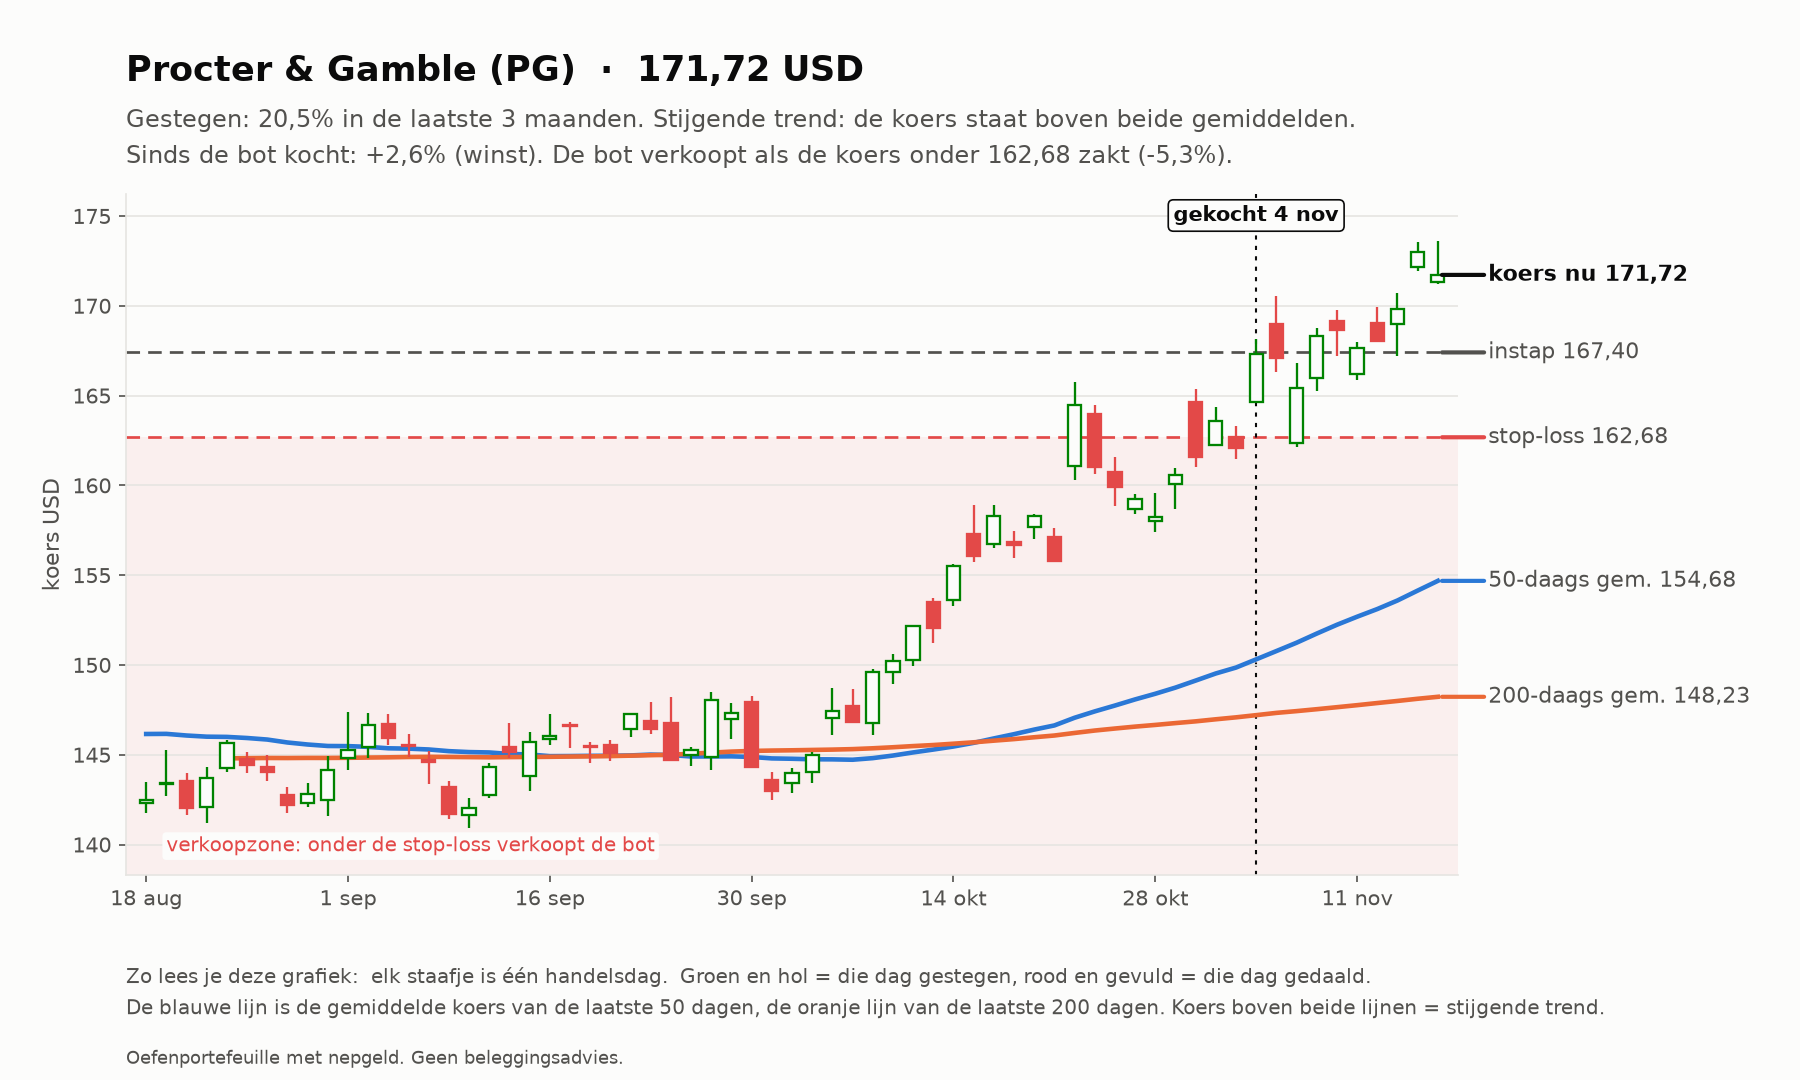 Procter & Gamble (PG) · 171,72 USD
Gestegen: 20,5% in de laatste 3 maanden. Stijgende trend: de koers staat boven beide gemiddelden.
Sinds de bot kocht: +2,6% (winst). De bot verkoopt als de koers onder 162,68 zakt (-5,3%).
gekocht 4 nov
175
170
165
160
155
150
145
140
koers USD
koers nu 171,72
instap 167,40
stop-loss 162,68
50-daags gem. 154,68
200-daags gem. 148,23
verkoopzone: onder de stop-loss verkoopt de bot
18 aug
1 sep
16 sep
30 sep
14 okt
28 okt
11 nov
Zo lees je deze grafiek: elk staafje is één handelsdag. Groen en hol = die dag gestegen, rood en gevuld = die dag gedaald.
De blauwe lijn is de gemiddelde koers van de laatste 50 dagen, de oranje lijn van de laatste 200 dagen. Koers boven beide lijnen = stijgende trend.
Oefenportefeuille met nepgeld. Geen beleggingsadvies.